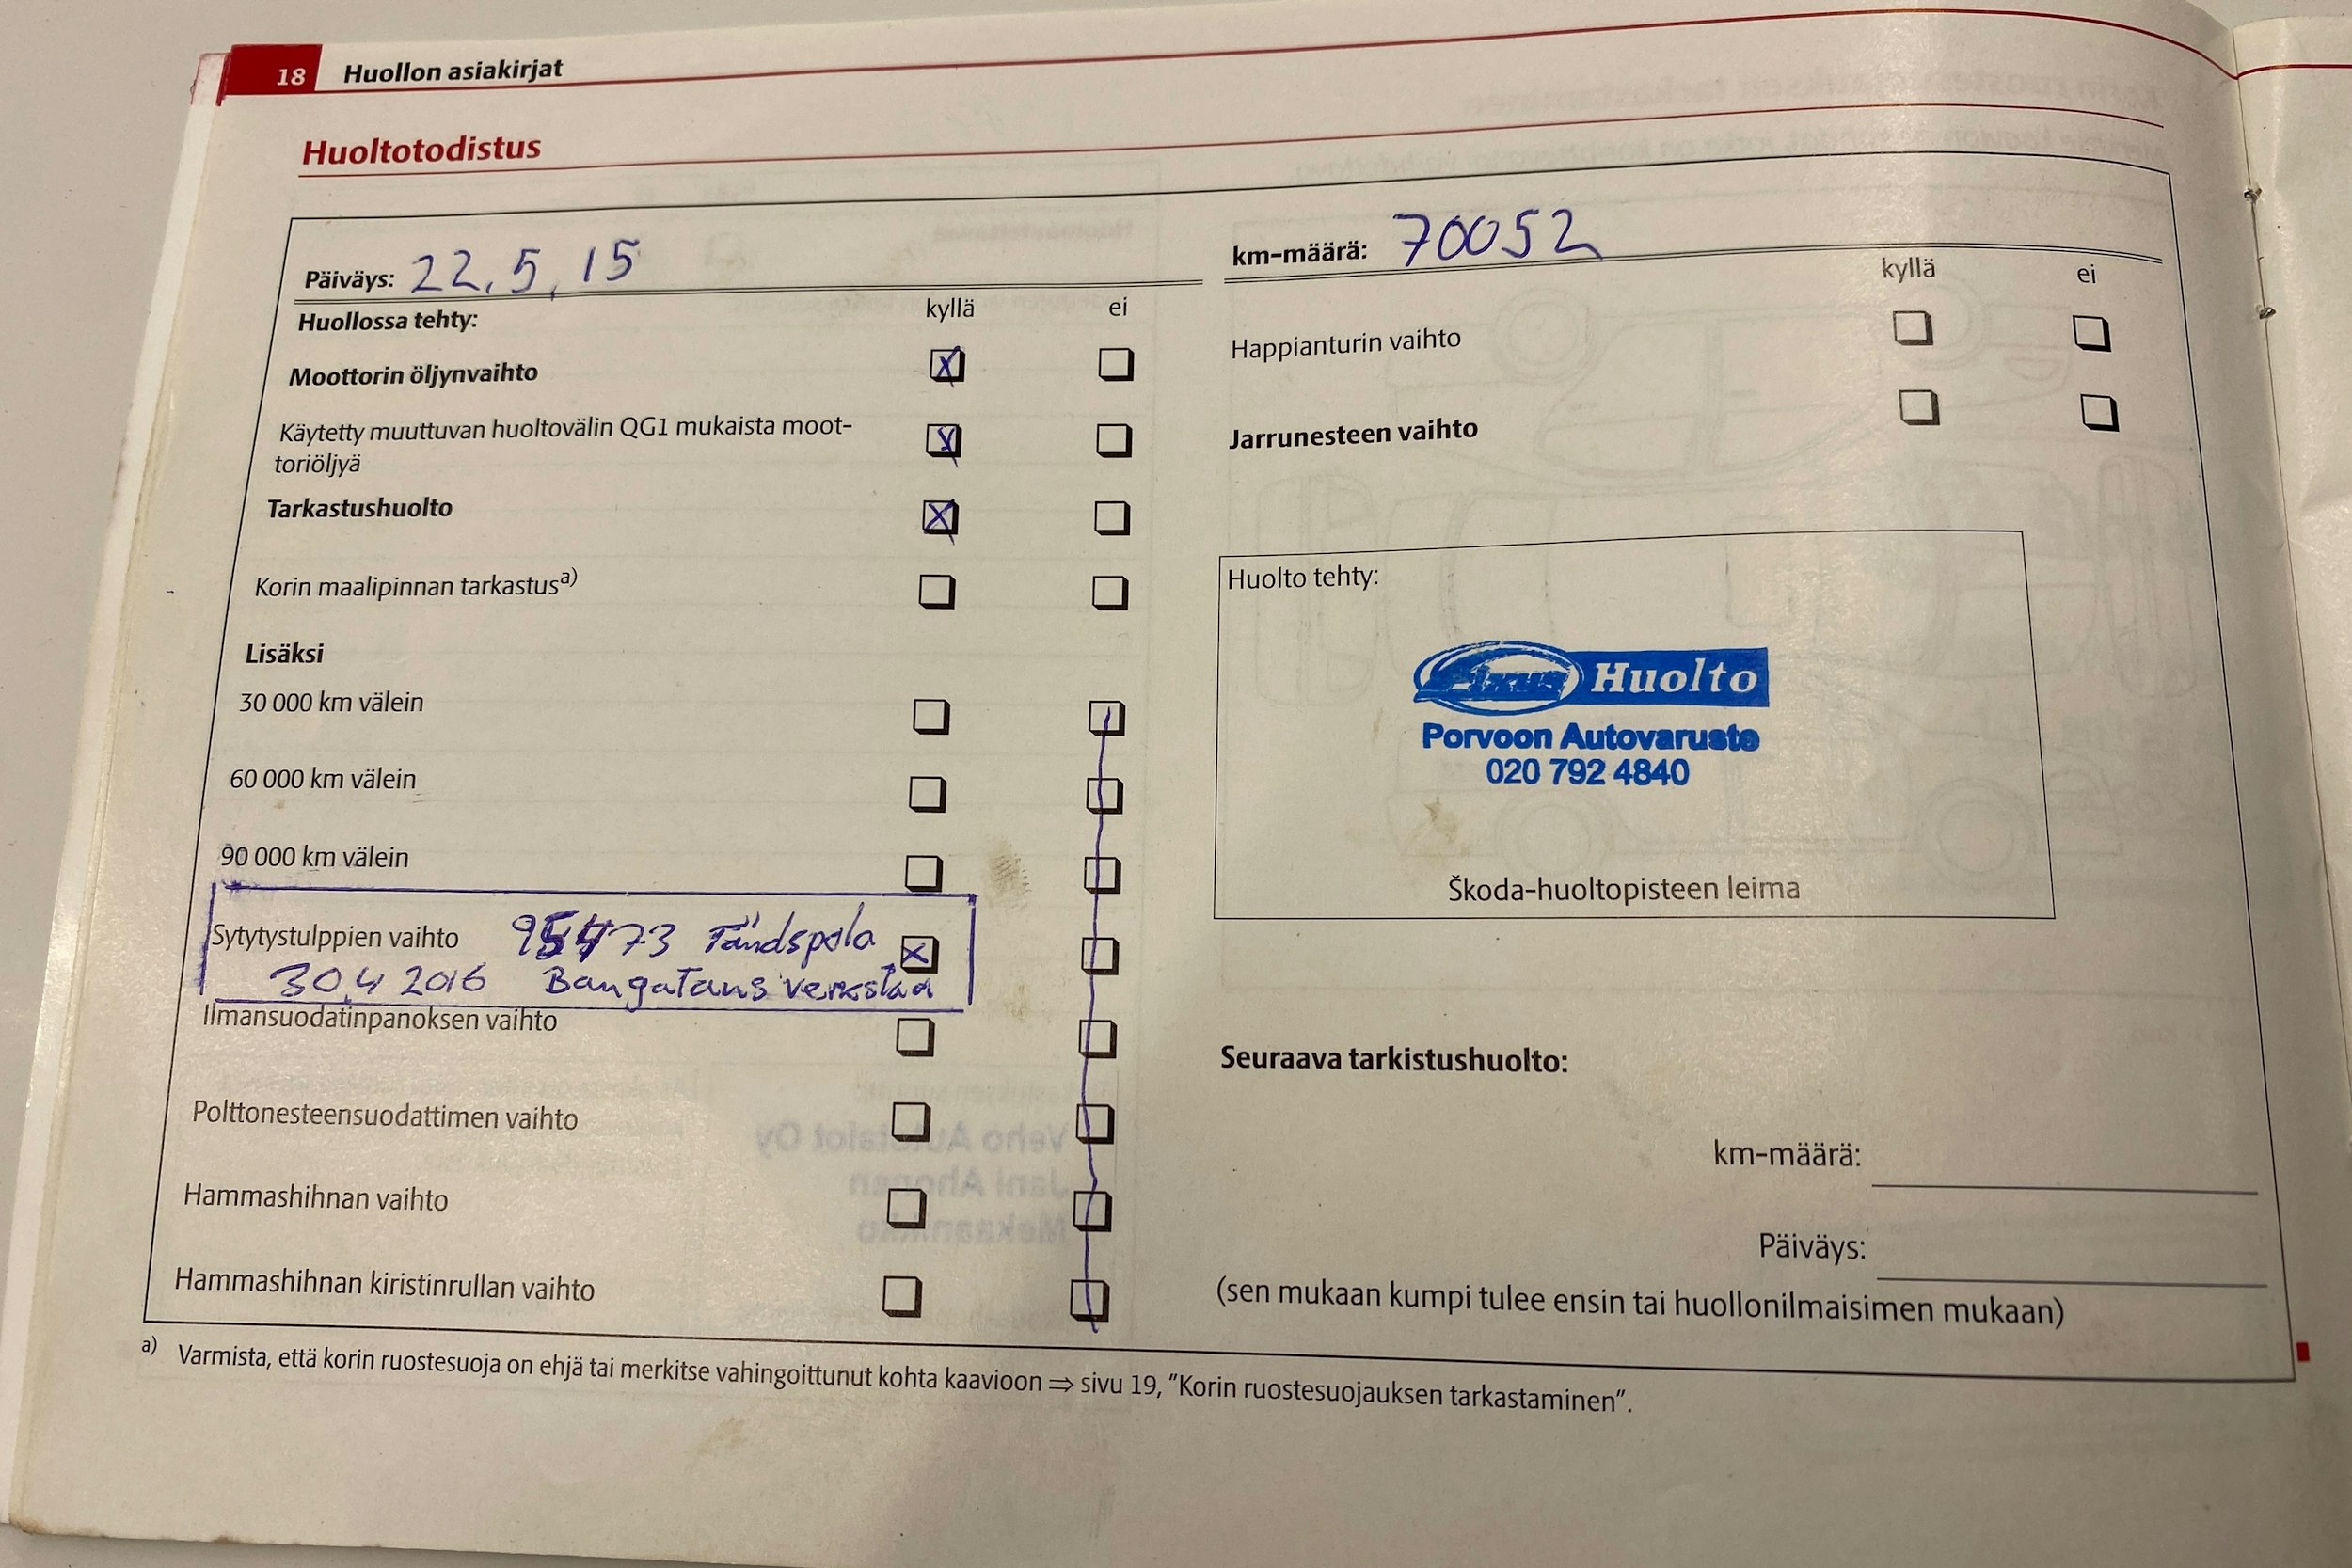 18 Huollon asiakirjat
Huoltotodistus
Päiväys: 22.5.15
Huollossa tehty: kyllä ei
Moottorin öljynvaihto
Käytetty muuttuvan huoltovälin QG1 mukaista moot-
toriöljyä
Tarkastushuolto
Korin maalipinnan tarkastus a)
Lisäksi
30 000 km välein
60 000 km välein
90 000 km välein
Sytytystulppien vaihto 95473 Tändspola
30.4 2016 Bangatans verkstad
Ilmansuodatinpanoksen vaihto
Polttonesteensuodattimen vaihto
Hammashihnan vaihto
Hammashihnan kiristinrullan vaihto
km-määrä: 70052
kyllä ei
Happianturin vaihto
Jarrunesteen vaihto
Huolto tehty:
Fixus Huolto
Porvoon Autovaruste
020 792 4840
Škoda-huoltopisteen leima
Seuraava tarkistushuolto:
km-määrä:
Päiväys:
(sen mukaan kumpi tulee ensin tai huollonilmaisimen mukaan)
a) Varmista, että korin ruostesuoja on ehjä tai merkitse vahingoittunut kohta kaavioon ⇒ sivu 19, "Korin ruostesuojauksen tarkastaminen".